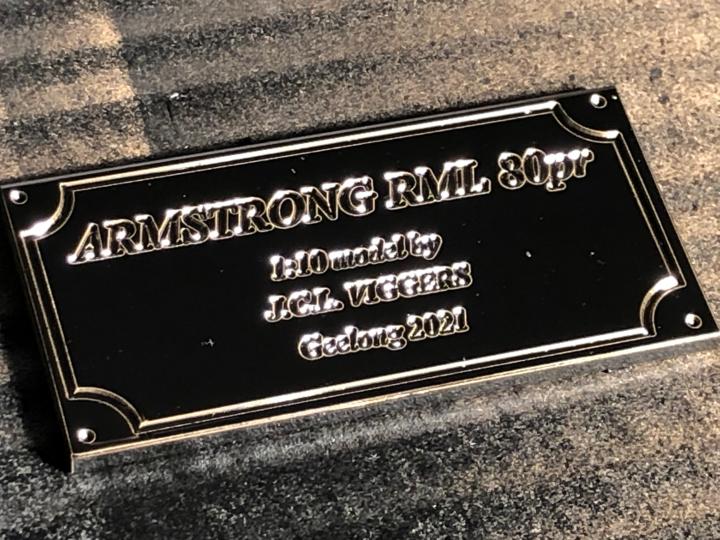 ARMSTRONG RML 80pr
1:10 model by
J.C.L. VIGGERS
Geelong 2021